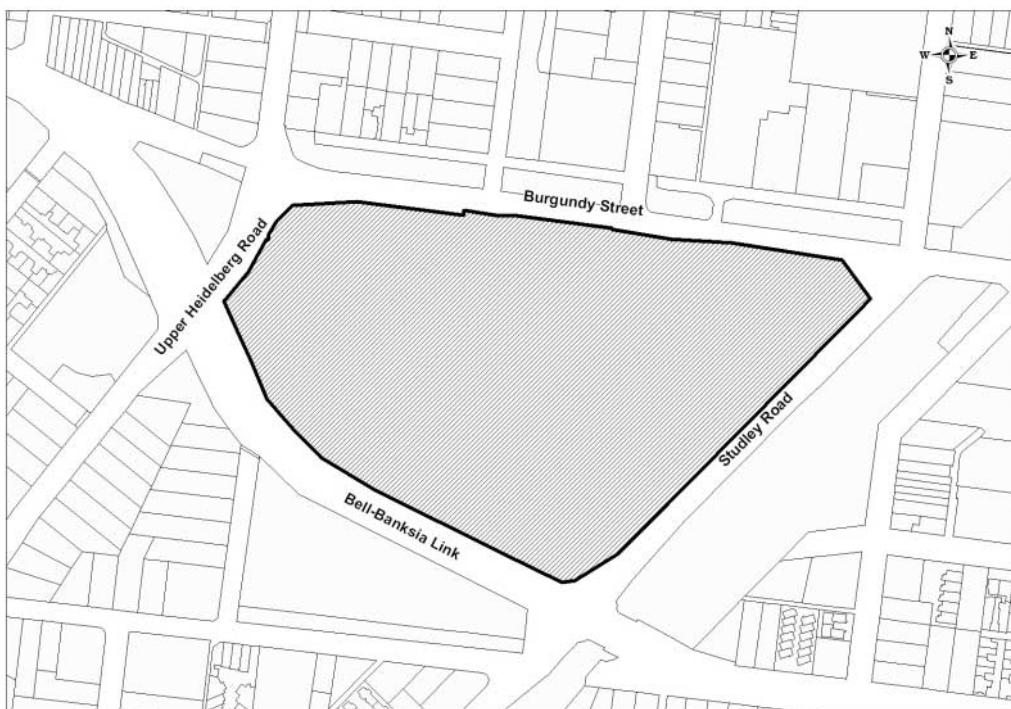 N
W E
S
Burgundy Street
Upper Heidelberg Road
Studley Road
Bell-Banksia Link